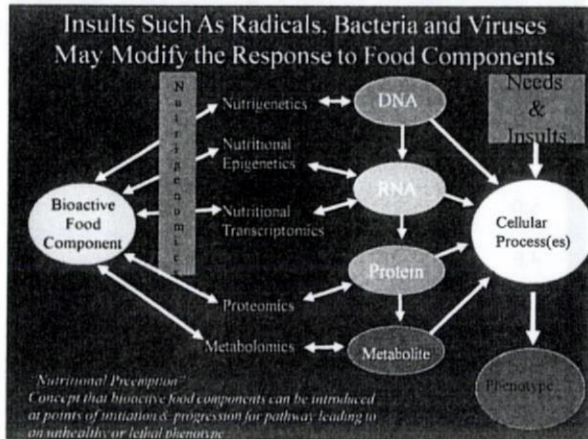 Insults Such As Radicals, Bacteria and Viruses
May Modify the Response to Food Components
Nutrigenomics
Needs
&
Insults
Nutrigenetics
DNA
Nutritional
Epigenetics
RNA
Bioactive
Food
Component
Nutritional
Transcriptomics
Cellular
Process(es)
Protein
Proteomics
Metabolomics
Metabolite
Phenotype
"Nutritional Preemption"
Concept that bioactive food components can be introduced
at points of initiation & progression for pathway leading to
an unhealthy or lethal phenotype